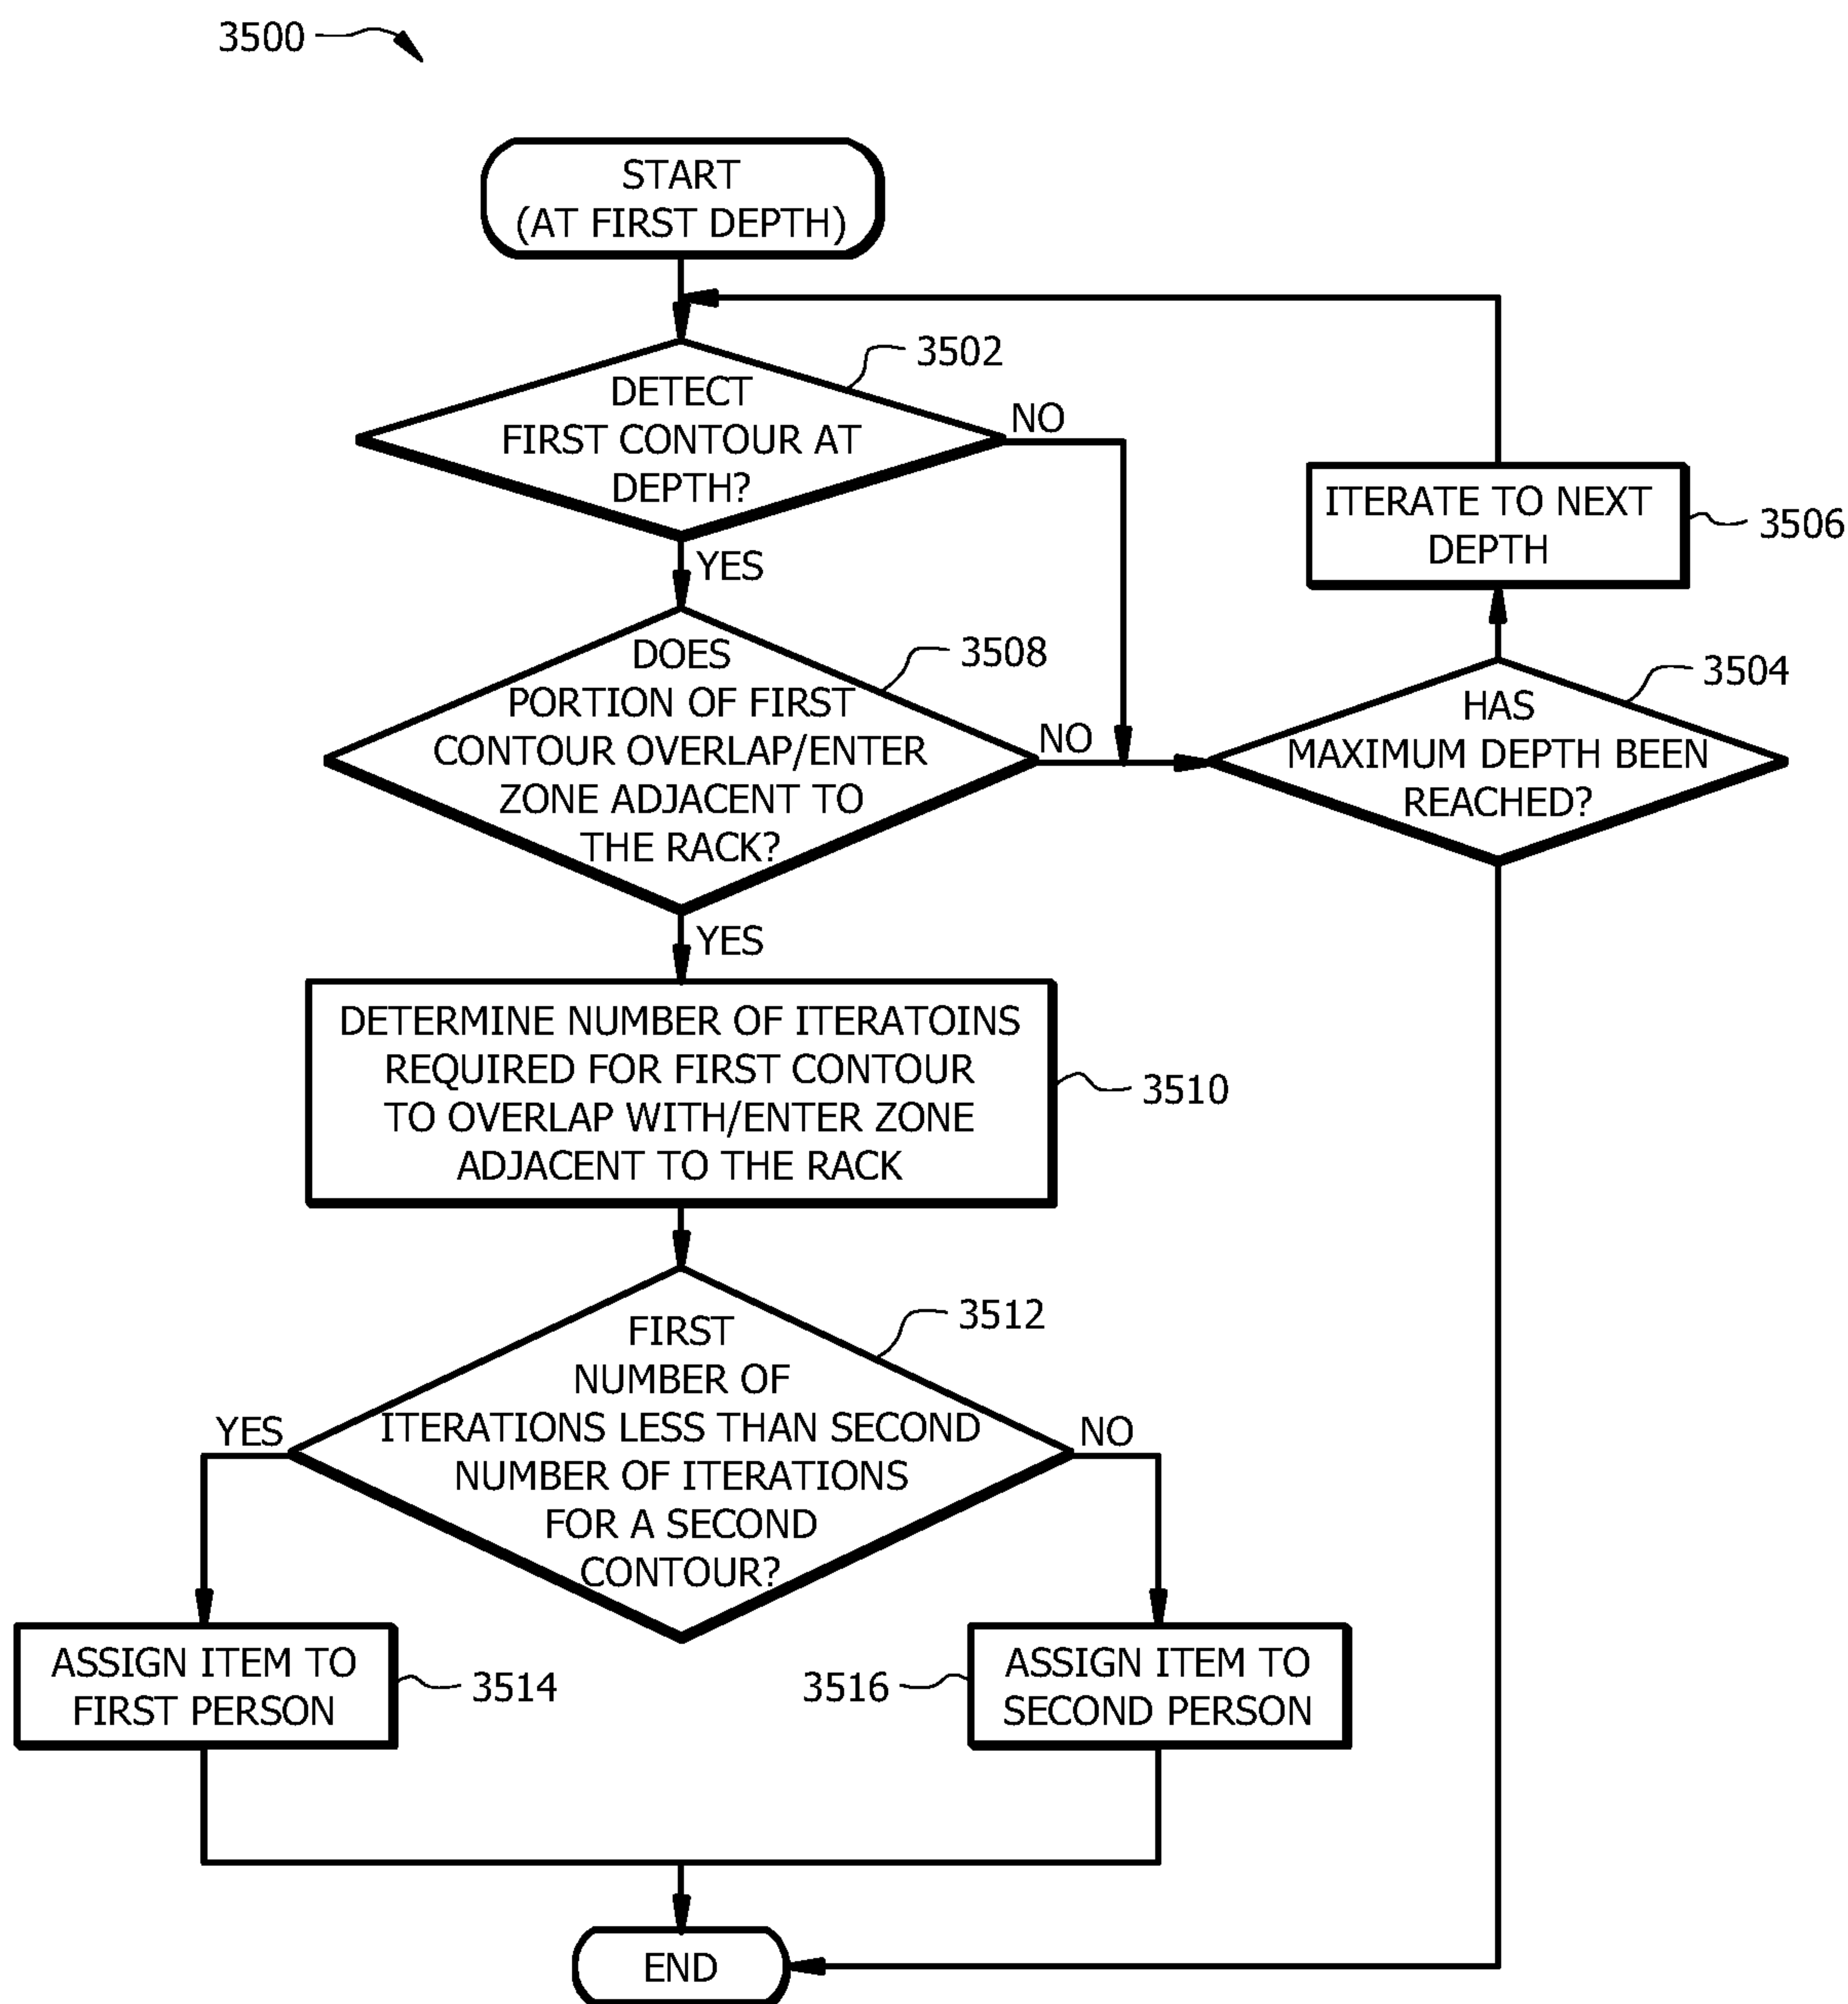 3500
START
(AT FIRST DEPTH)
3502
DETECT
FIRST CONTOUR AT
DEPTH?
NO
YES
ITERATE TO NEXT
DEPTH
3506
3508
DOES
PORTION OF FIRST
CONTOUR OVERLAP/ENTER
ZONE ADJACENT TO
THE RACK?
NO
YES
3504
HAS
MAXIMUM DEPTH BEEN
REACHED?
DETERMINE NUMBER OF ITERATOINS
REQUIRED FOR FIRST CONTOUR
TO OVERLAP WITH/ENTER ZONE
ADJACENT TO THE RACK
3510
3512
FIRST
NUMBER OF
ITERATIONS LESS THAN SECOND
NUMBER OF ITERATIONS
FOR A SECOND
CONTOUR?
YES
NO
ASSIGN ITEM TO
FIRST PERSON
3514
3516
ASSIGN ITEM TO
SECOND PERSON
END